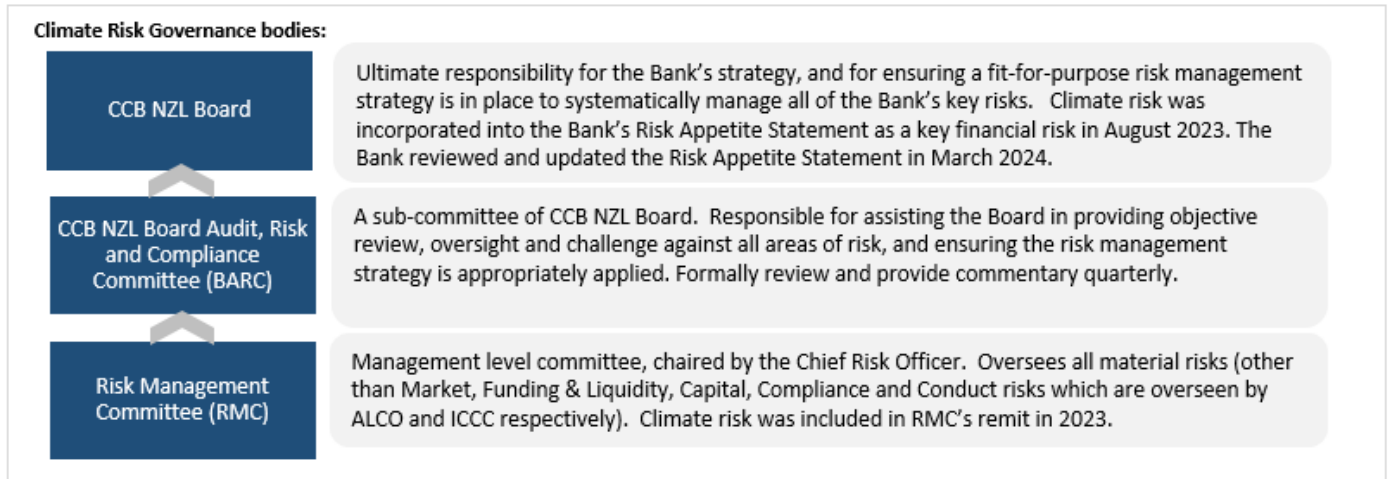 Climate Risk Governance bodies:
CCB NZL Board
Ultimate responsibility for the Bank's strategy, and for ensuring a fit-for-purpose risk management
strategy is in place to systematically manage all of the Bank's key risks.   Climate risk was
incorporated into the Bank's Risk Appetite Statement as a key financial risk in August 2023. The
Bank reviewed and updated the Risk Appetite Statement in March 2024.
CCB NZL Board Audit, Risk
and Compliance
Committee (BARC)
A sub-committee of CCB NZL Board.  Responsible for assisting the Board in providing objective
review, oversight and challenge against all areas of risk, and ensuring the risk management
strategy is appropriately applied. Formally review and provide commentary quarterly.
Risk Management
Committee (RMC)
Management level committee, chaired by the Chief Risk Officer.  Oversees all material risks (other
than Market, Funding & Liquidity, Capital, Compliance and Conduct risks which are overseen by
ALCO and ICCC respectively).  Climate risk was included in RMC's remit in 2023.